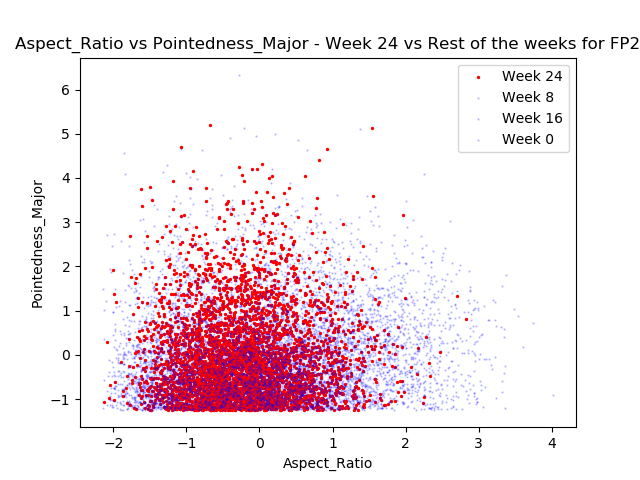 Aspect_Ratio vs Pointedness_Major - Week 24 vs Rest of the weeks for FP2
Week 24
Week 8
Week 16
Week 0
Pointedness_Major
6
5
4
3
2
1
0
−1
−2
−1
0
1
2
3
4
Aspect_Ratio